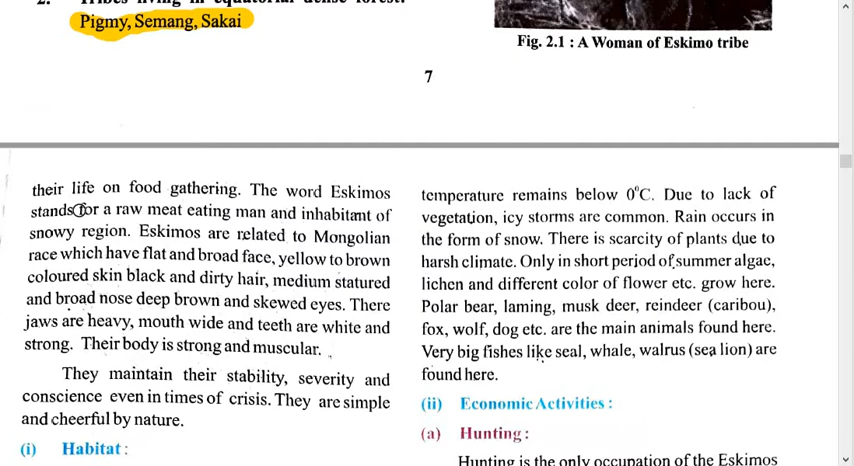 2. Tribes living in equatorial dense forest.
Pigmy, Semang, Sakai
Fig. 2.1 : A Woman of Eskimo tribe
7
their life on food gathering. The word Eskimos
stands for a raw meat eating man and inhabitant of
snowy region. Eskimos are related to Mongolian
race which have flat and broad face, yellow to brown
coloured skin black and dirty hair, medium statured
and broad nose deep brown and skewed eyes. There
jaws are heavy, mouth wide and teeth are white and
strong. Their body is strong and muscular.
They maintain their stability, severity and
conscience even in times of crisis. They are simple
and cheerful by nature.
(i) Habitat :
temperature remains below 0°C. Due to lack of
vegetation, icy storms are common. Rain occurs in
the form of snow. There is scarcity of plants due to
harsh climate. Only in short period of summer algae,
lichen and different color of flower etc. grow here.
Polar bear, laming, musk deer, reindeer (caribou),
fox, wolf, dog etc. are the main animals found here.
Very big fishes like seal, whale, walrus (sea lion) are
found here.
(ii) Economic Activities :
(a) Hunting :
Hunting is the only occupation of the Eskimos